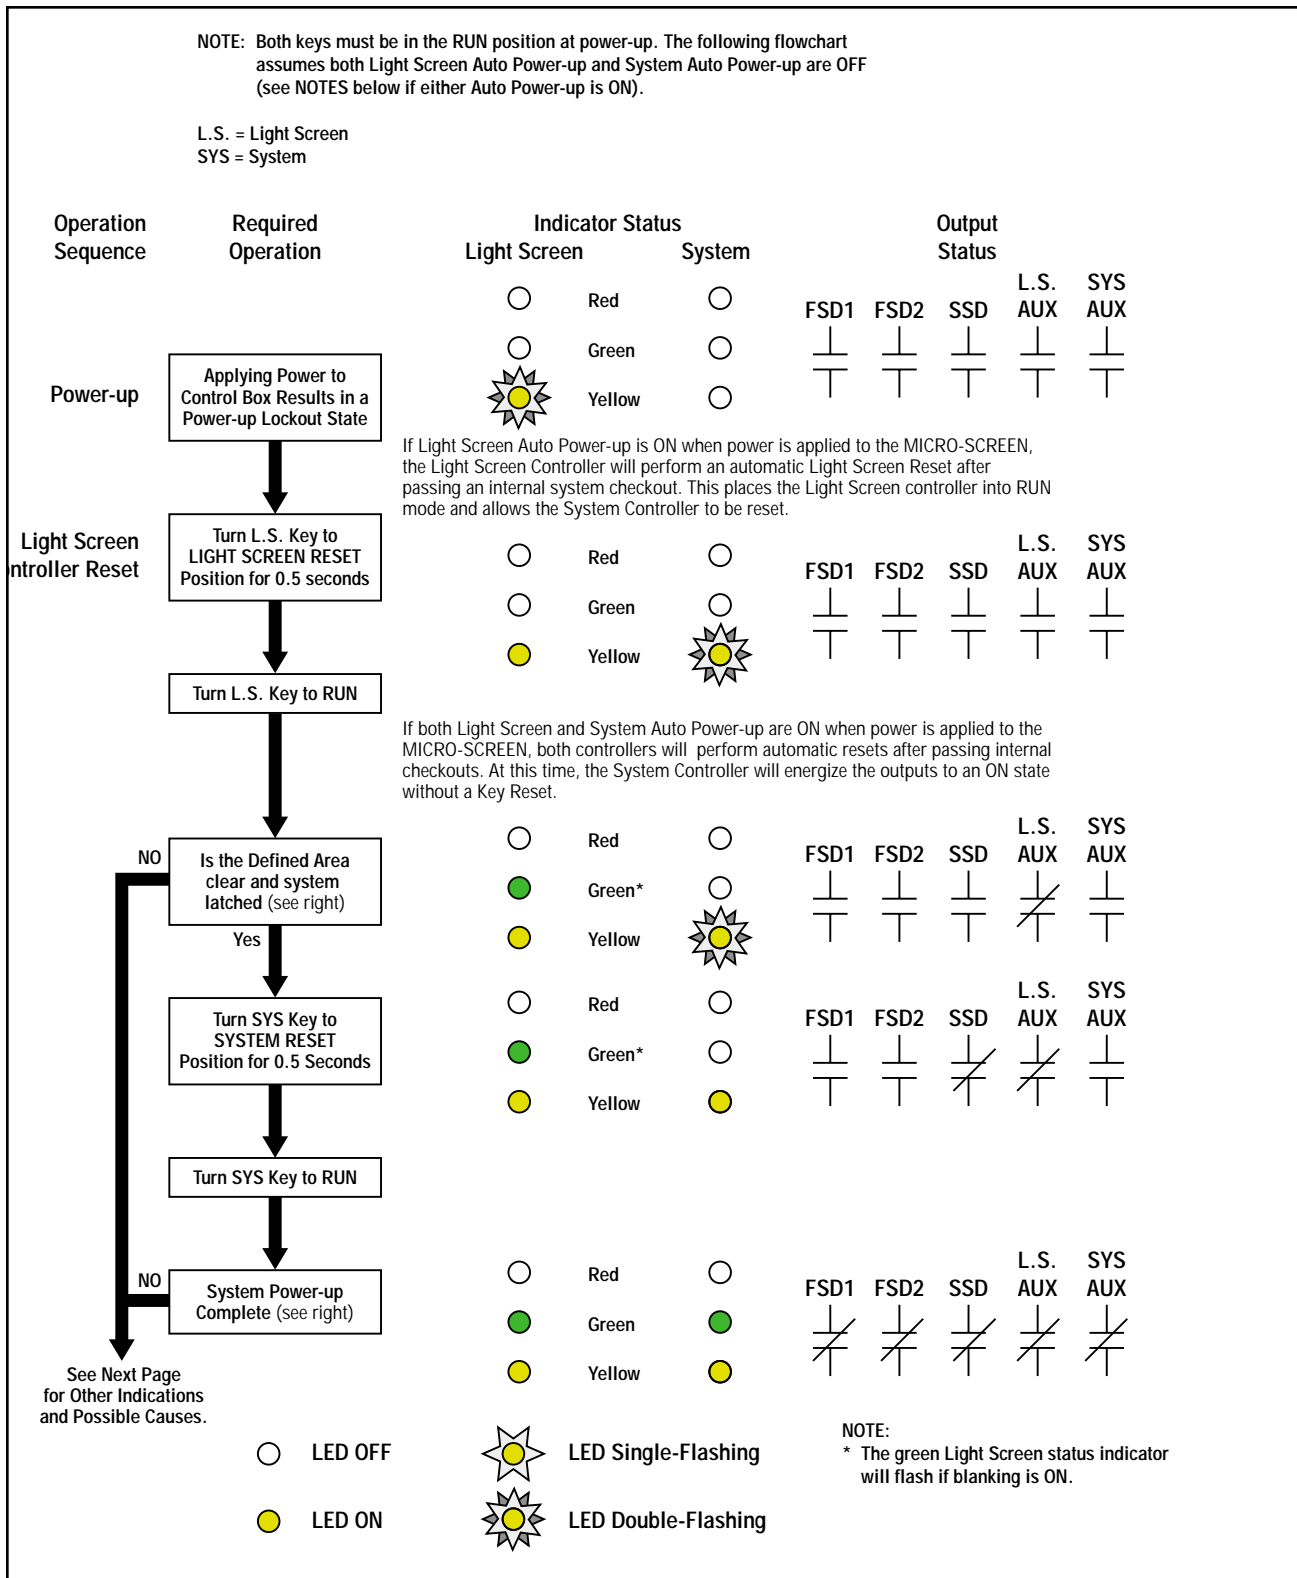 NOTE: Both keys must be in the RUN position at power-up. The following flowchart
assumes both Light Screen Auto Power-up and System Auto Power-up are OFF
(see NOTES below if either Auto Power-up is ON).
L.S. = Light Screen
SYS = System
Operation
Sequence
Required
Operation
Indicator Status
Light Screen System
Output
Status
Power-up
Applying Power to
Control Box Results in a
Power-up Lockout State
Red
Green
Yellow
FSD1 FSD2 SSD L.S. AUX SYS AUX
If Light Screen Auto Power-up is ON when power is applied to the MICRO-SCREEN,
the Light Screen Controller will perform an automatic Light Screen Reset after
passing an internal system checkout. This places the Light Screen controller into RUN
mode and allows the System Controller to be reset.
Light Screen
ontroller Reset
Turn L.S. Key to
LIGHT SCREEN RESET
Position for 0.5 seconds
Red
Green
Yellow
FSD1 FSD2 SSD L.S. AUX SYS AUX
Turn L.S. Key to RUN
If both Light Screen and System Auto Power-up are ON when power is applied to the
MICRO-SCREEN, both controllers will perform automatic resets after passing internal
checkouts. At this time, the System Controller will energize the outputs to an ON state
without a Key Reset.
NO
Is the Defined Area
clear and system
latched (see right)
Yes
Red
Green*
Yellow
FSD1 FSD2 SSD L.S. AUX SYS AUX
Turn SYS Key to
SYSTEM RESET
Position for 0.5 Seconds
Red
Green*
Yellow
FSD1 FSD2 SSD L.S. AUX SYS AUX
Turn SYS Key to RUN
NO
System Power-up
Complete (see right)
Red
Green
Yellow
FSD1 FSD2 SSD L.S. AUX SYS AUX
See Next Page
for Other Indications
and Possible Causes.
LED OFF
LED Single-Flashing
LED ON
LED Double-Flashing
NOTE:
* The green Light Screen status indicator
will flash if blanking is ON.